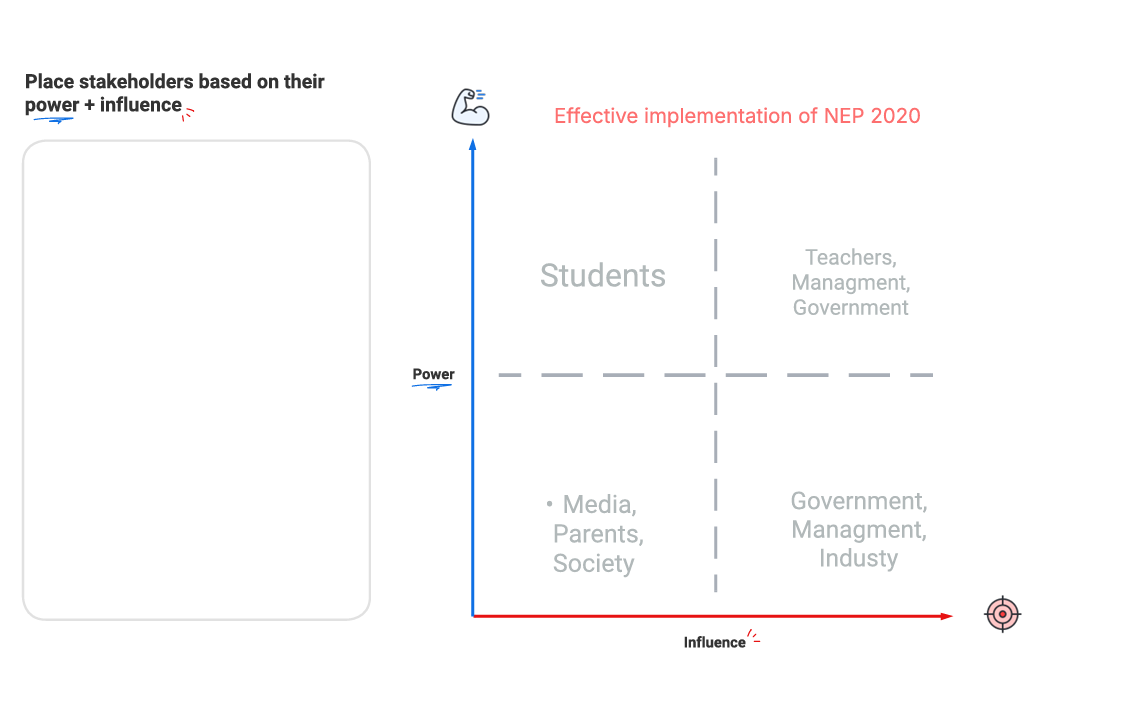 Place stakeholders based on their
power + influence
Effective implementation of NEP 2020
Students
Teachers,
Managment,
Government
Power
• Media,
Parents,
Society
Government,
Managment,
Industy
Influence